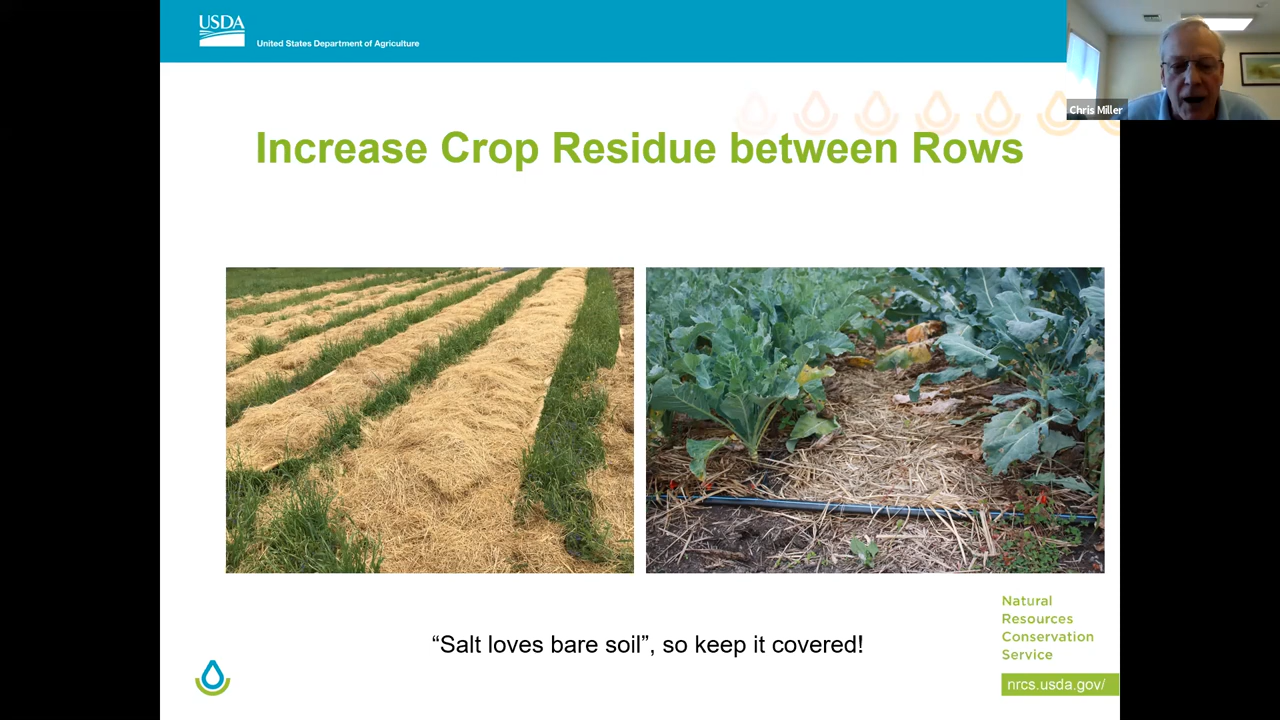 USDA
United States Department of Agriculture
Chris Miller
Increase Crop Residue between Rows
“Salt loves bare soil”, so keep it covered!
Natural
Resources
Conservation
Service
nrcs.usda.gov/